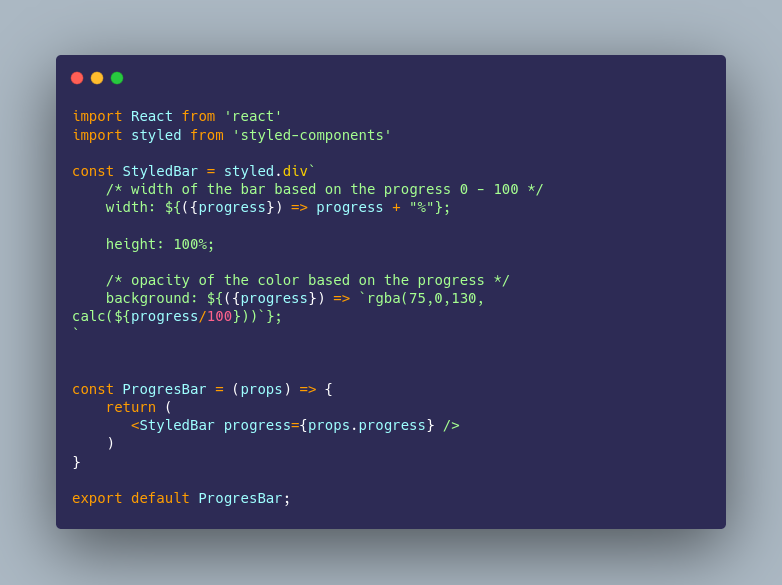 import React from 'react'
import styled from 'styled-components'
const StyledBar = styled.div`
/* width of the bar based on the progress 0 - 100 */
width: ${({progress}) => progress + "%"};
height: 100%;
/* opacity of the color based on the progress */
background: ${({progress}) => `rgba(75,0,130,
calc(${progress/100}))`};
`
const ProgresBar = (props) => {
return (
<StyledBar progress={props.progress} />
)
}
export default ProgresBar;